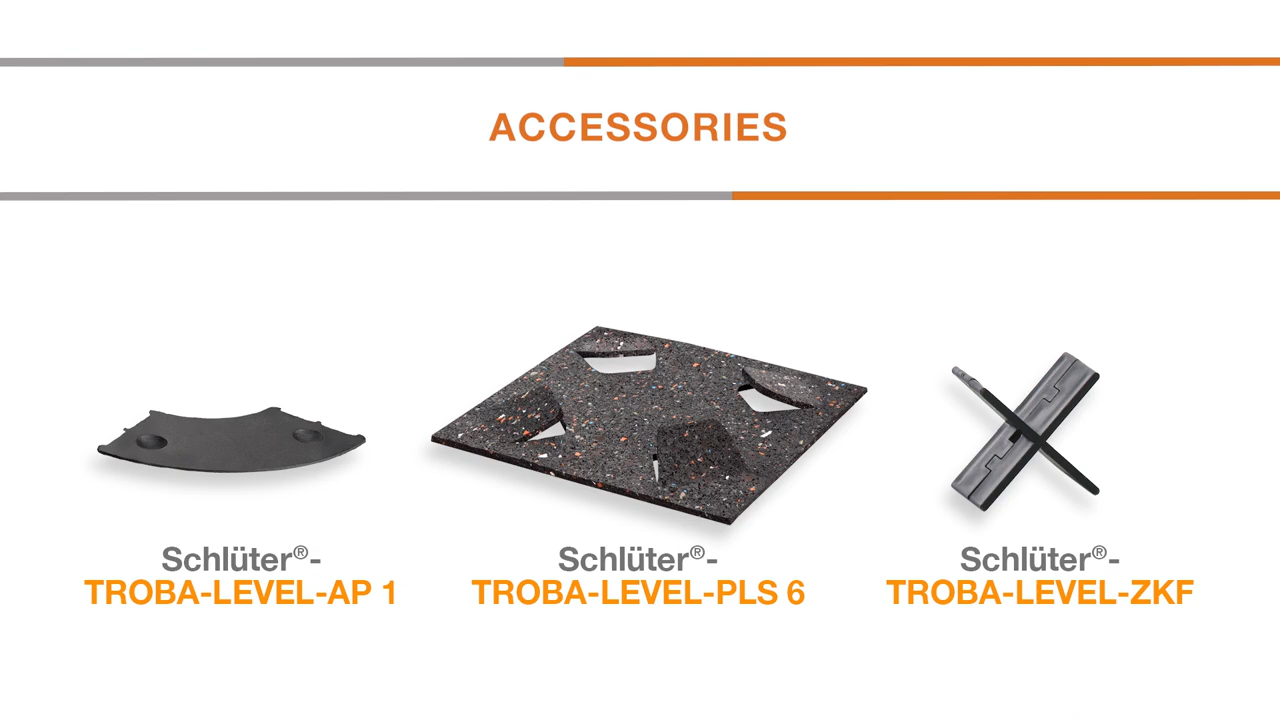 ACCESSORIES
Schlüter®-
TROBA-LEVEL-AP 1
Schlüter®-
TROBA-LEVEL-PLS 6
Schlüter®-
TROBA-LEVEL-ZKF